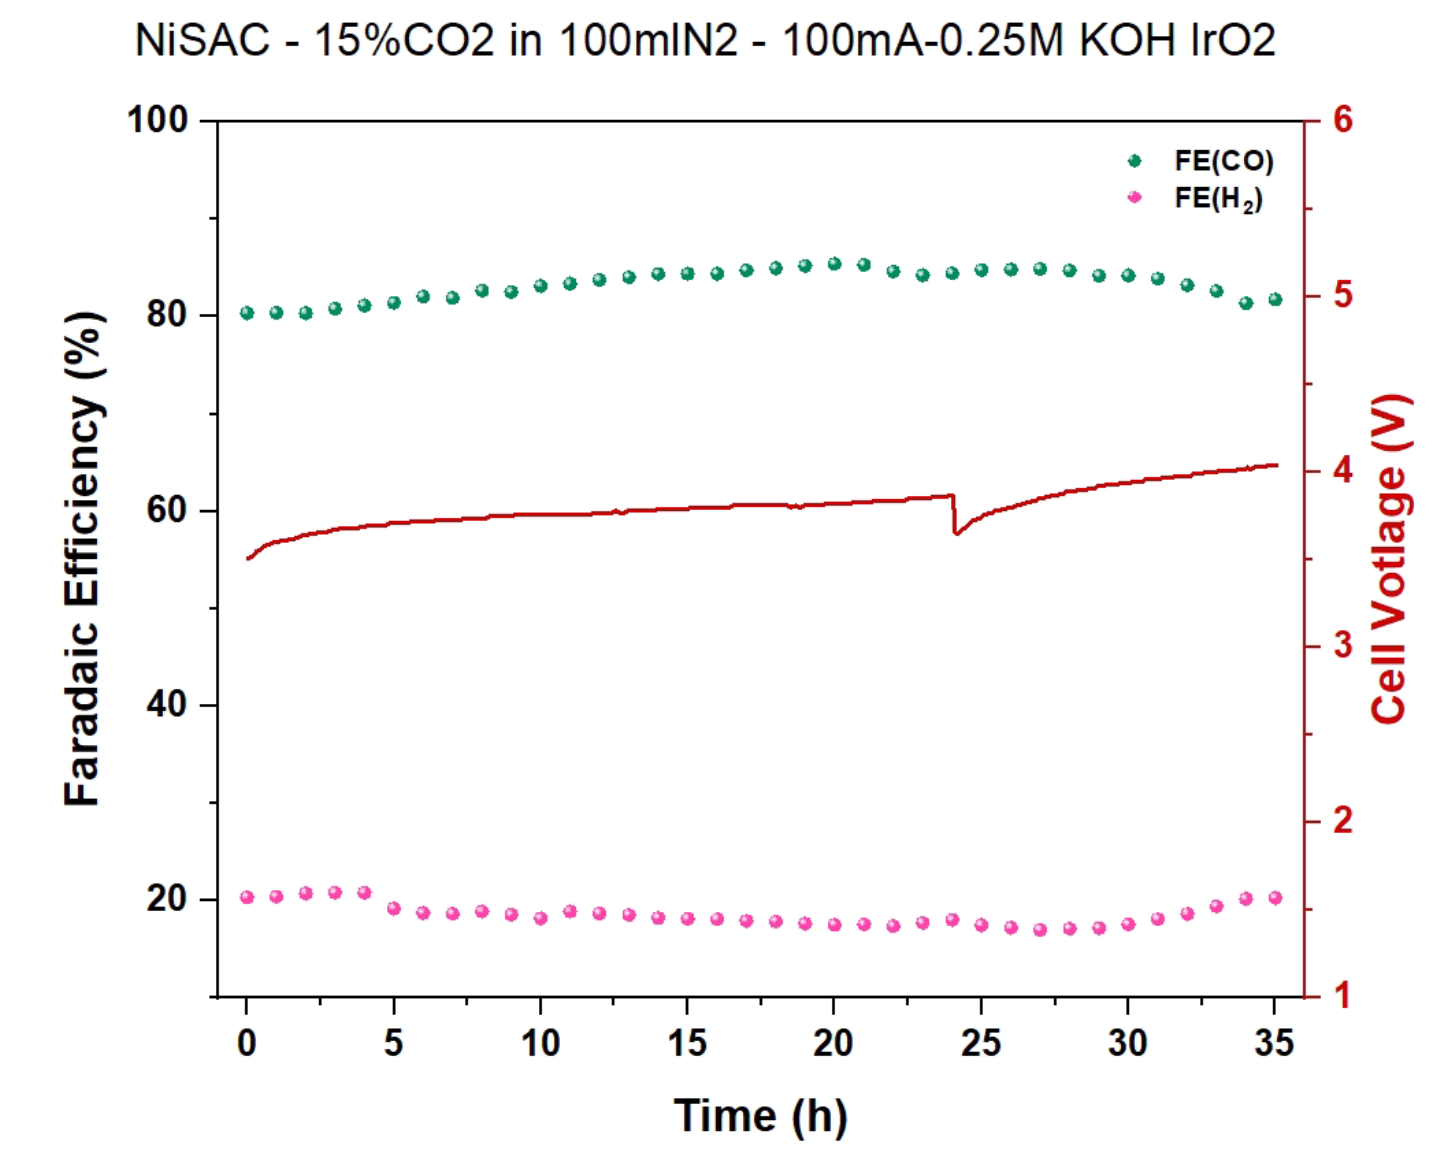 NiSAC - 15%CO2 in 100mlN2 - 100mA-0.25M KOH IrO2
100
80
60
40
20
Faradaic Efficiency (%)
FE(CO)
FE(H2)
6
5
4
3
2
1
Cell Votlage (V)
0 5 10 15 20 25 30 35
Time (h)